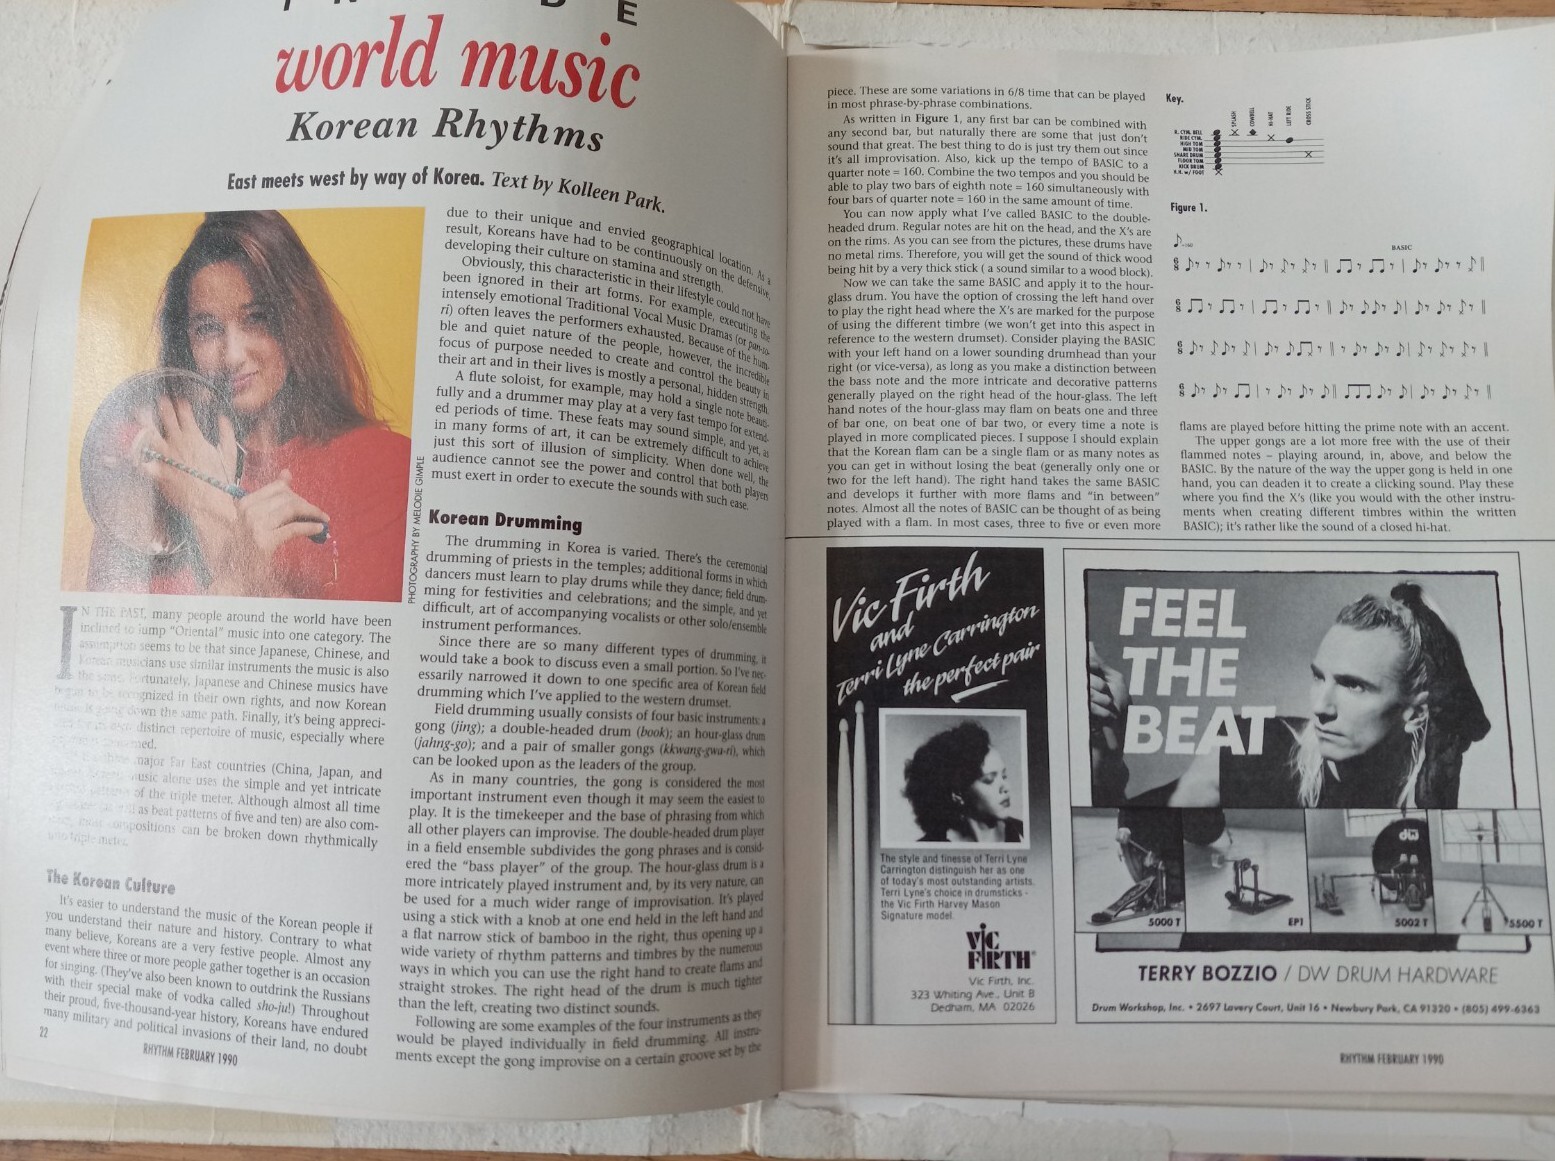 world music
Korean Rhythms
East meets west by way of Korea. Text by Kolleen Park.
PHOTOGRAPHY BY MELODIE GIMPLE
IN THE PAST, many people around the world have been
inclined to lump "Oriental" music into one category. The
assumption seems to be that since Japanese, Chinese, and
Korean musicians use similar instruments the music is also
the same. Fortunately, Japanese and Chinese musics have
begun to be recognized in their own rights, and now Korean
music is going down the same path. Finally, it's being appreci-
distinct repertoire of music, especially where
major Far East countries (China, Japan, and
music alone uses the simple and yet intricate
of the triple meter. Although almost all time
as beat patterns of five and ten) are also com-
compositions can be broken down rhythmically
into triple meter.
The Korean Culture
It's easier to understand the music of the Korean people if
you understand their nature and history. Contrary to what
many believe, Koreans are a very festive people. Almost any
event where three or more people gather together is an occasion
for singing. (They've also been known to outdrink the Russians
with their special make of vodka called sho-ju!) Throughout
their proud, five-thousand-year history, Koreans have endured
many military and political invasions of their land, no doubt
22
RHYTHM FEBRUARY 1990
due to their unique and envied geographical location. As a
result, Koreans have had to be continuously on the defensive,
developing their culture on stamina and strength.
Obviously, this characteristic in their lifestyle could not have
been ignored in their art forms. For example, executing the
intensely emotional Traditional Vocal Music Dramas (or pan-so-
ri) often leaves the performers exhausted. Because of the hum-
ble and quiet nature of the people, however, the incredible
focus of purpose needed to create and control the beauty in
their art and in their lives is mostly a personal, hidden strength.
A flute soloist, for example, may hold a single note beauti-
fully and a drummer may play at a very fast tempo for extend-
ed periods of time. These feats may sound simple, and yet, as
in many forms of art, it can be extremely difficult to achieve
just this sort of illusion of simplicity. When done well, the
audience cannot see the power and control that both players
must exert in order to execute the sounds with such ease.
Korean Drumming
The drumming in Korea is varied. There's the ceremonial
drumming of priests in the temples; additional forms in which
dancers must learn to play drums while they dance; field drum-
ming for festivities and celebrations; and the simple, and yet
difficult, art of accompanying vocalists or other solo/ensemble
instrument performances.
Since there are so many different types of drumming, it
would take a book to discuss even a small portion. So I've nec-
essarily narrowed it down to one specific area of Korean field
drumming which I've applied to the western drumset.
Field drumming usually consists of four basic instruments: a
gong (jing); a double-headed drum (book); an hour-glass drum
(jahng-go); and a pair of smaller gongs (kkwang-gwa-ri), which
can be looked upon as the leaders of the group.
As in many countries, the gong is considered the most
important instrument even though it may seem the easiest to
play. It is the timekeeper and the base of phrasing from which
all other players can improvise. The double-headed drum player
in a field ensemble subdivides the gong phrases and is consid-
ered the "bass player" of the group. The hour-glass drum is a
more intricately played instrument and, by its very nature, can
be used for a much wider range of improvisation. It's played
using a stick with a knob at one end held in the left hand and
a flat narrow stick of bamboo in the right, thus opening up a
wide variety of rhythm patterns and timbres by the numerous
ways in which you can use the right hand to create flams and
straight strokes. The right head of the drum is much tighter
than the left, creating two distinct sounds.
Following are some examples of the four instruments as they
would be played individually in field drumming. All instru-
ments except the gong improvise on a certain groove set by the
piece. These are some variations in 6/8 time that can be played
in most phrase-by-phrase combinations.
As written in Figure 1, any first bar can be combined with
any second bar, but naturally there are some that just don't
sound that great. The best thing to do is just try them out since
it's all improvisation. Also, kick up the tempo of BASIC to a
quarter note = 160. Combine the two tempos and you should be
able to play two bars of eighth note = 160 simultaneously with
four bars of quarter note = 160 in the same amount of time.
You can now apply what I've called BASIC to the double-
headed drum. Regular notes are hit on the head, and the X's are
on the rims. As you can see from the pictures, these drums have
no metal rims. Therefore, you will get the sound of thick wood
being hit by a very thick stick ( a sound similar to a wood block).
Now we can take the same BASIC and apply it to the hour-
glass drum. You have the option of crossing the left hand over
to play the right head where the X's are marked for the purpose
of using the different timbre (we won't get into this aspect in
reference to the western drumset). Consider playing the BASIC
with your left hand on a lower sounding drumhead than your
right (or vice-versa), as long as you make a distinction between
the bass note and the more intricate and decorative patterns
generally played on the right head of the hour-glass. The left
hand notes of the hour-glass may flam on beats one and three
of bar one, on beat one of bar two, or every time a note is
played in more complicated pieces. I suppose I should explain
that the Korean flam can be a single flam or as many notes as
you can get in without losing the beat (generally only one or
two for the left hand). The right hand takes the same BASIC
and develops it further with more flams and "in between"
notes. Almost all the notes of BASIC can be thought of as being
played with a flam. In most cases, three to five or even more
Key.
SPLASH
COWBELL
HI-HAT
LEFT RIDE
CROSS STICK
R. CYM. BELL
RIDE CYM.
HIGH TOM
MID TOM
SNARE DRUM
FLOOR TOM
KICK DRUM
H.H. w/ FOOT
Figure 1.
=160
BASIC
flams are played before hitting the prime note with an accent.
The upper gongs are a lot more free with the use of their
flammed notes – playing around, in, above, and below the
BASIC. By the nature of the way the upper gong is held in one
hand, you can deaden it to create a clicking sound. Play these
where you find the X's (like you would with the other instru-
ments when creating different timbres within the written
BASIC); it's rather like the sound of a closed hi-hat.
Vic Firth
and
Terri Lyne Carrington
the perfect pair
The style and finesse of Terri Lyne
Carrington distinguish her as one
of today's most outstanding artists.
Terri Lyne's choice in drumsticks -
the Vic Firth Harvey Mason
Signature model.
VIC
FIRTH
Vic Firth, Inc.
323 Whiting Ave., Unit B
Dedham, MA 02026
FEEL
THE
BEAT
dw
5000 T
EP1
5002 T
5500 T
TERRY BOZZIO / DW DRUM HARDWARE
Drum Workshop, Inc. • 2697 Lavery Court, Unit 16 • Newbury Park, CA 91320 • (805) 499-6363
RHYTHM FEBRUARY 1990